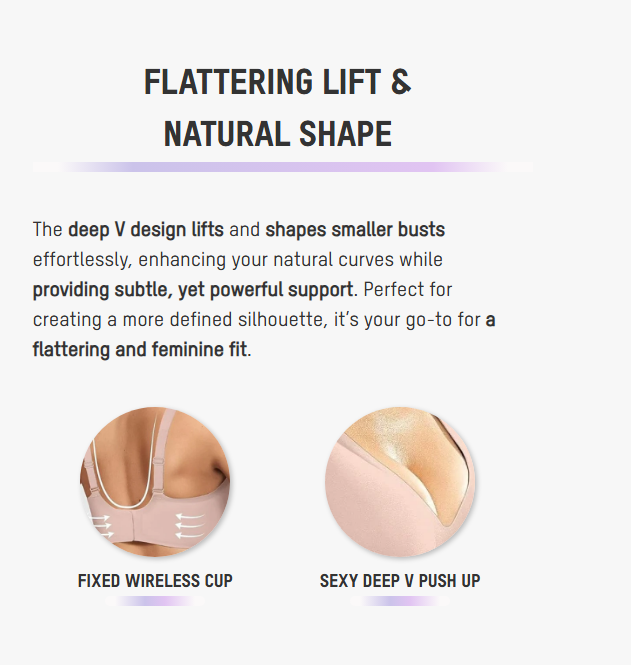 FLATTERING LIFT &
NATURAL SHAPE
The deep V design lifts and shapes smaller busts
effortlessly, enhancing your natural curves while
providing subtle, yet powerful support. Perfect for
creating a more defined silhouette, it's your go-to for a
flattering and feminine fit.
FIXED WIRELESS CUP
SEXY DEEP V PUSH UP